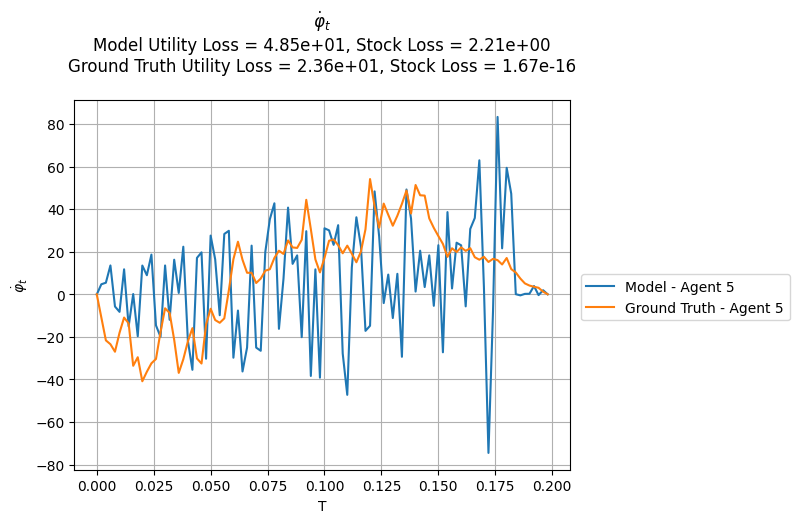 φ̇ₜ
Model Utility Loss = 4.85e+01, Stock Loss = 2.21e+00
Ground Truth Utility Loss = 2.36e+01, Stock Loss = 1.67e-16
80
60
40
20
0
−20
−40
−60
−80
φ̇ₜ
0.000 0.025 0.050 0.075 0.100 0.125 0.150 0.175 0.200
T
Model - Agent 5
Ground Truth - Agent 5